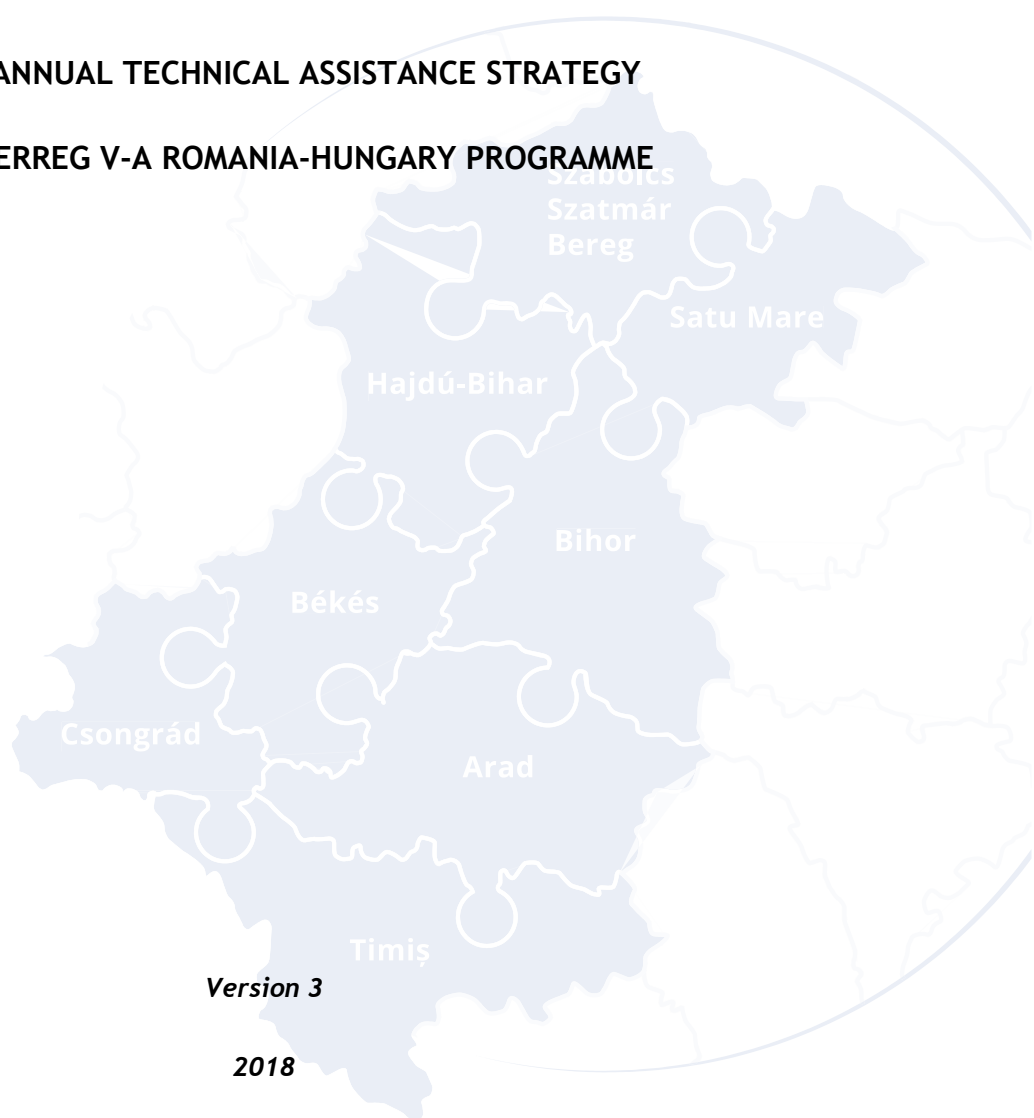 ANNUAL TECHNICAL ASSISTANCE STRATEGY
ERREG V-A ROMANIA-HUNGARY PROGRAMME
Szabolcs
Szatmár
Bereg
Satu Mare
Hajdú-Bihar
Bihor
Békés
Csongrád
Arad
Timiș
Version 3
2018